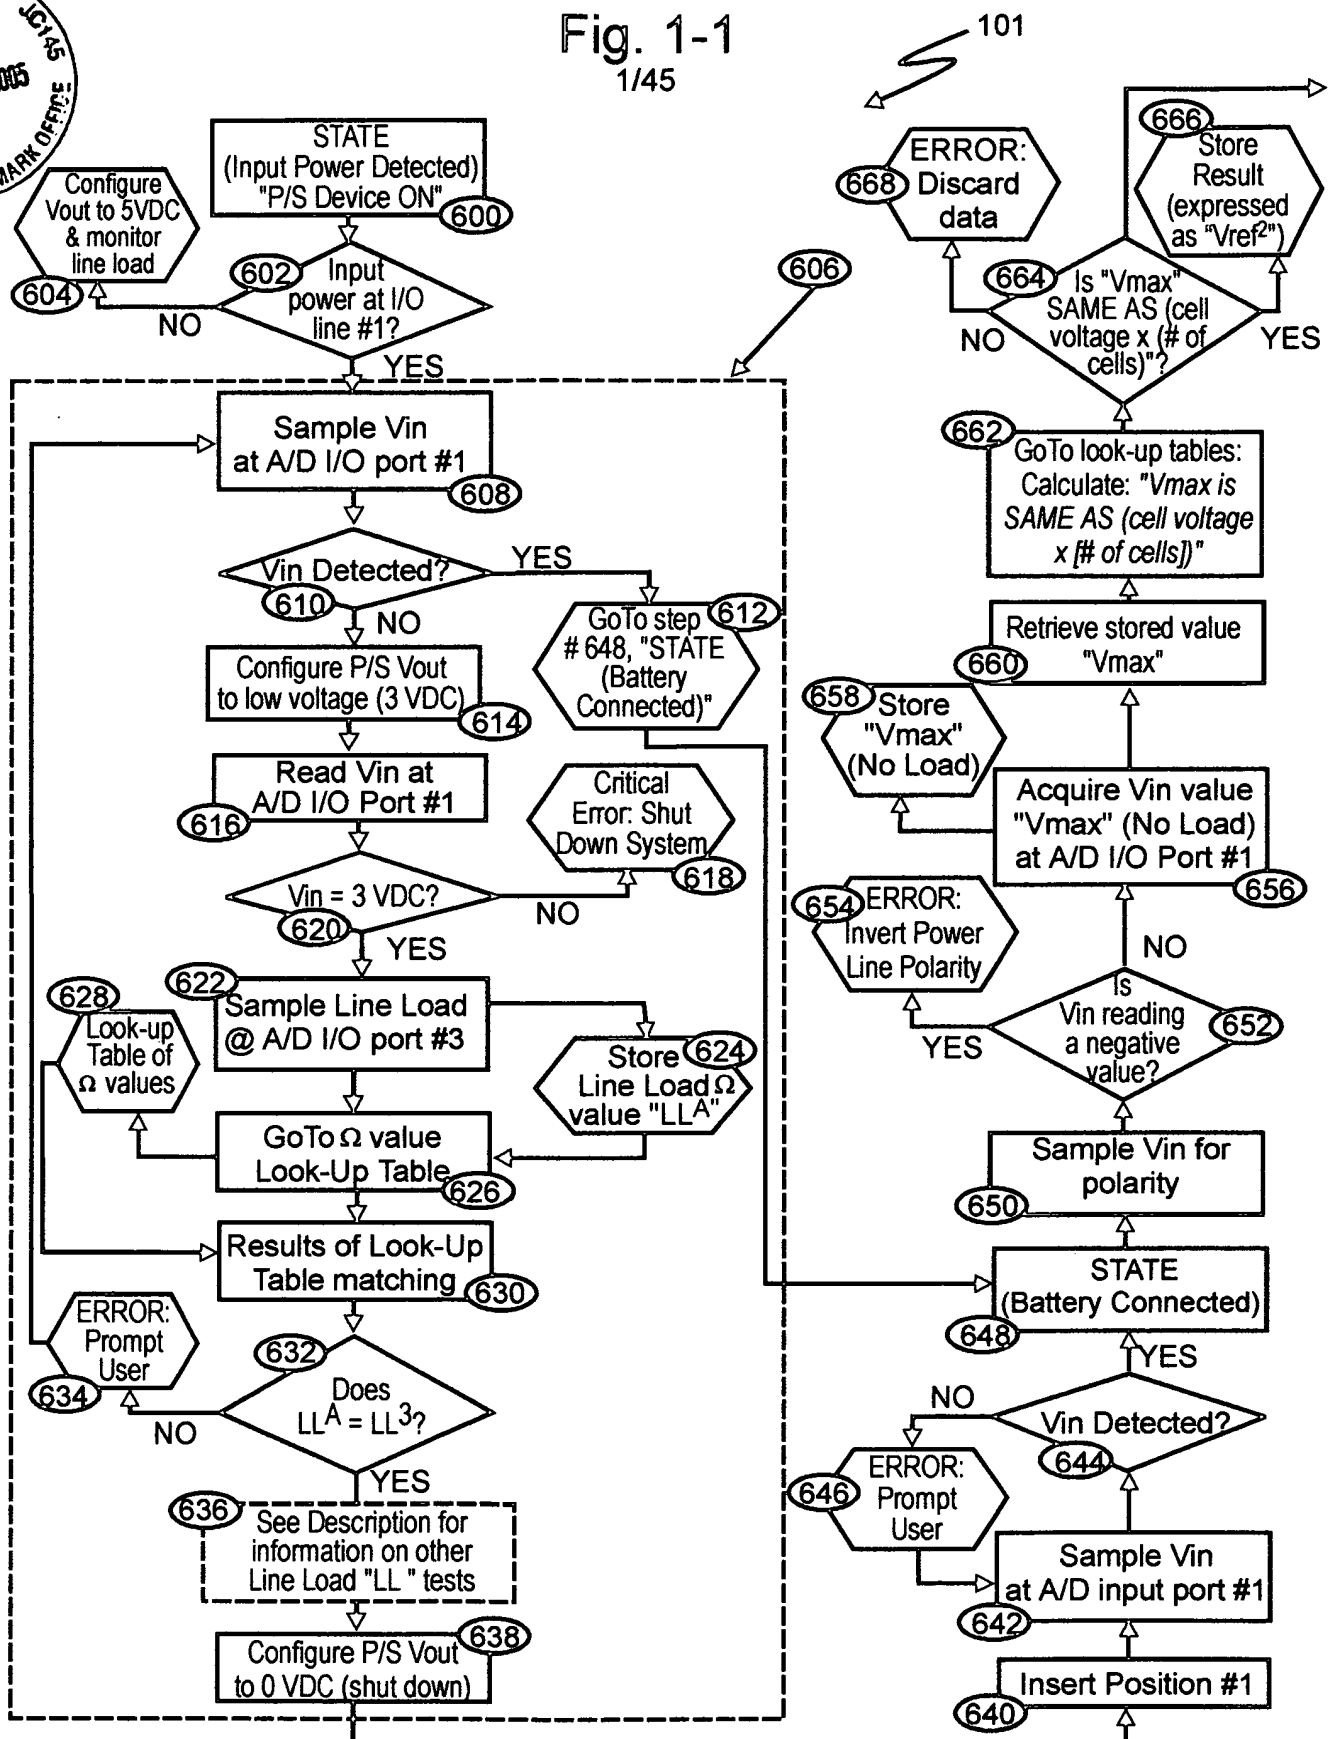 Fig. 1-1
1/45
101
JC145
MARK OFFICE
STATE
(Input Power Detected)
"P/S Device ON"
600
Configure
Vout to 5VDC
& monitor
line load
604
602
Input
power at I/O
line #1?
NO
YES
606
Sample Vin
at A/D I/O port #1
608
Vin Detected?
610
YES
NO
GoTo step
# 648, "STATE
(Battery
Connected)"
612
Configure P/S Vout
to low voltage (3 VDC)
614
Read Vin at
A/D I/O Port #1
616
Critical
Error: Shut
Down System
618
Vin = 3 VDC?
620
NO
YES
622
Sample Line Load
@ A/D I/O port #3
628
Look-up
Table of
Ω values
Store
Line Load Ω
value "LLᴬ"
624
GoTo Ω value
Look-Up Table
626
Results of Look-Up
Table matching
630
ERROR:
Prompt
User
634
632
Does
LLᴬ = LL³?
NO
YES
636
See Description for
information on other
Line Load "LL " tests
638
Configure P/S Vout
to 0 VDC (shut down)
666
Store
Result
(expressed
as "Vref²")
ERROR:
Discard
data
668
664
Is "Vmax"
SAME AS (cell
voltage x (# of
cells)"?
NO
YES
662
GoTo look-up tables:
Calculate: "Vmax is
SAME AS (cell voltage
x [# of cells])"
Retrieve stored value
"Vmax"
660
658
Store
"Vmax"
(No Load)
Acquire Vin value
"Vmax" (No Load)
at A/D I/O Port #1
656
654
ERROR:
Invert Power
Line Polarity
NO
Is
Vin reading
a negative
value?
652
YES
Sample Vin for
polarity
650
STATE
(Battery Connected)
648
YES
NO
Vin Detected?
644
ERROR:
Prompt
User
646
Sample Vin
at A/D input port #1
642
Insert Position #1
640